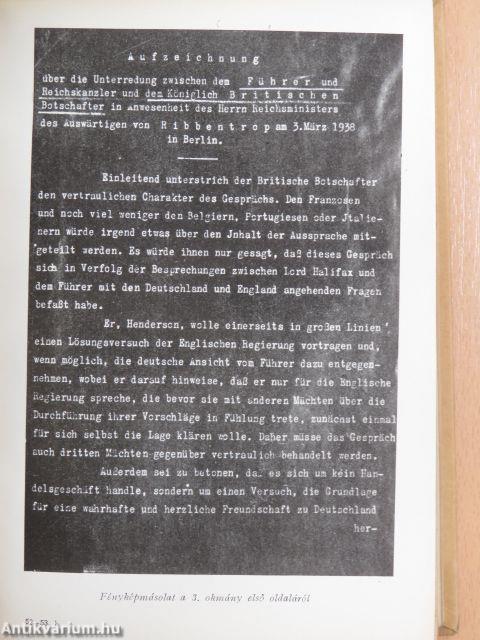 Aufzeichnung
über die Unterredung zwischen dem Führer und
Reichskanzler und dem Königlich Britischen
Botschafter in Anwesenheit des Herrn Reichsministers
des Auswärtigen von Ribbentrop am 3.März 1938
in Berlin.
Einleitend unterstrich der Britische Botschafter
den vertraulichen Charakter des Gesprächs. Den Franzosen
und noch viel weniger den Belgiern, Portugiesen oder Jtalie-
nern würde irgend etwas über den Jnhalt der Aussprache mit-
geteilt werden. Es würde ihnen nur gesagt, daß dieses Gespräch
sich in Verfolg der Besprechungen zwischen Lord Halifax und
dem Führer mit den Deutschland und England angehenden Fragen
befaßt habe.
Er, Henderson, wolle einerseits in großen Linien
einen Lösungsversuch der Englischen Regierung vortragen und,
wenn möglich, die deutsche Ansicht vom Führer dazu entgegen-
nehmen, wobei er darauf hinweise, daß er nur für die Englische
Regierung spreche, die bevor sie mit anderen Mächten über die
Durchführung ihrer Vorschläge in Fühlung trete, zunächst einmal
für sich selbst die Lage klären wolle. Daher müsse das Gespräch
auch dritten Mächten gegenüber vertraulich behandelt werden.
Außerdem sei zu betonen, daß es sich um kein Han-
delsgeschäft handle, sondern um einen Versuch, die Grundlage
für eine wahrhafte und herzliche Freundschaft zu Deutschland
her-
Fényképmásolat a 3. okmány első oldaláról
52-53. l.
Antikvárium.hu